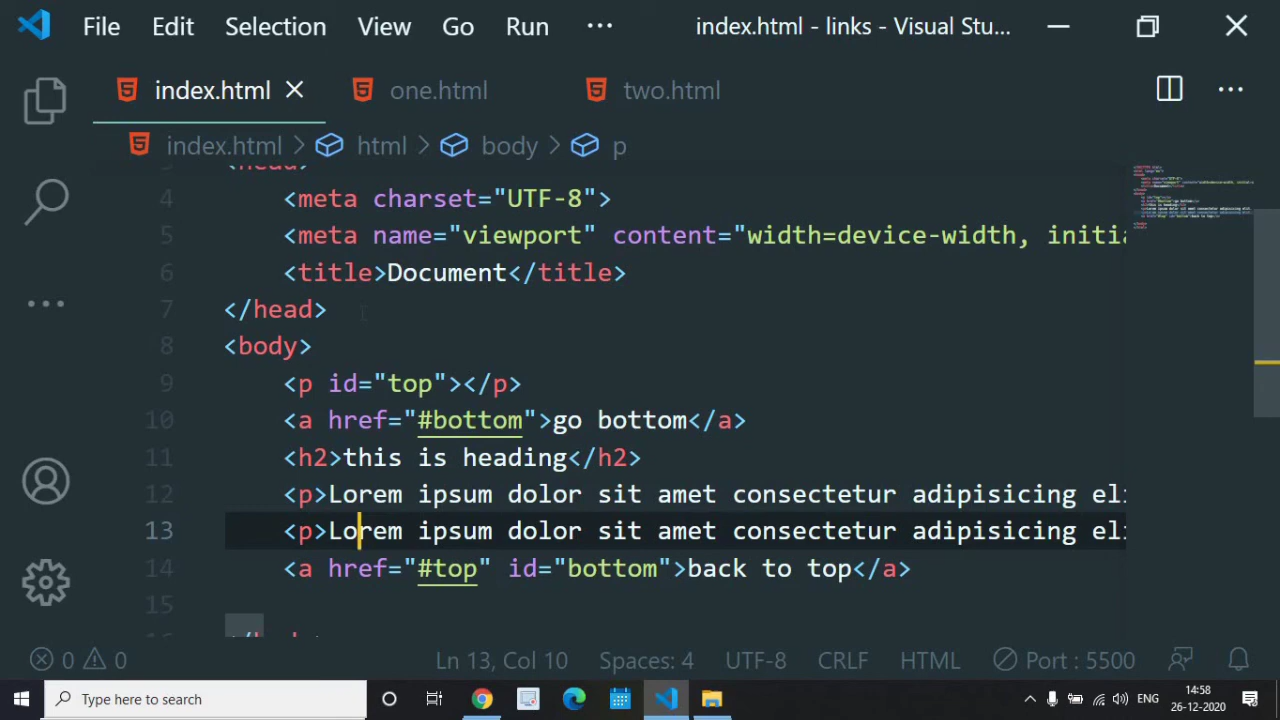 File Edit Selection View Go Run ··· index.html - links - Visual Stu...
index.html one.html two.html
index.html > html > body > p
<head>
4 <meta charset="UTF-8">
5 <meta name="viewport" content="width=device-width, initia
6 <title>Document</title>
7 </head>
8 <body>
9 <p id="top"></p>
10 <a href="#bottom">go bottom</a>
11 <h2>this is heading</h2>
12 <p>Lorem ipsum dolor sit amet consectetur adipisicing eli
13 <p>Lorem ipsum dolor sit amet consectetur adipisicing eli
14 <a href="#top" id="bottom">back to top</a>
15
0 0 Ln 13, Col 10 Spaces: 4 UTF-8 CRLF HTML Port : 5500
Type here to search ENG 14:58
26-12-2020